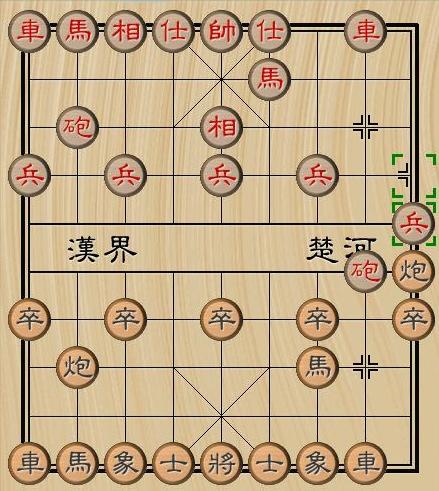 車馬相仕帥仕車
馬
砲相
兵兵兵兵
兵
漢界 楚河
砲炮
卒卒卒卒卒
炮馬
車馬象士將士象車